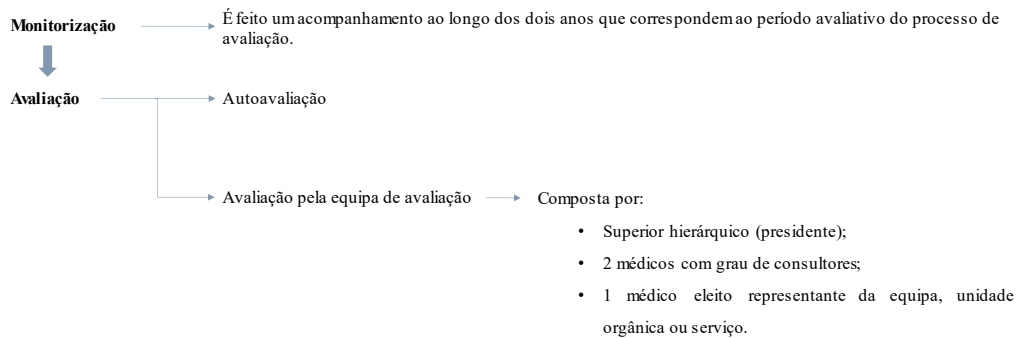 Monitorização
É feito um acompanhamento ao longo dos dois anos que correspondem ao período avaliativo do processo de
avaliação.
Avaliação
Autoavaliação
Avaliação pela equipa de avaliação
Composta por:
• Superior hierárquico (presidente);
• 2 médicos com grau de consultores;
• 1 médico eleito representante da equipa, unidade
orgânica ou serviço.